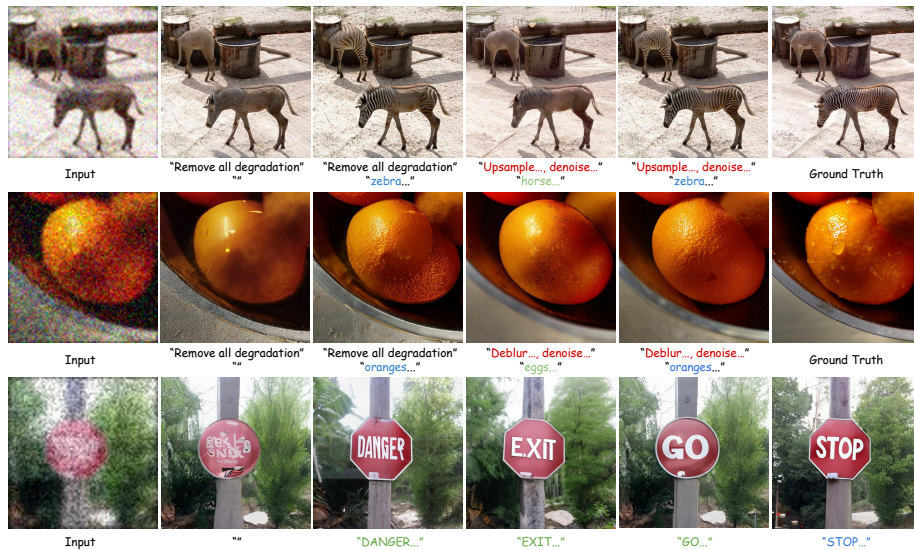 Input
“Remove all degradation”
“”
“Remove all degradation”
“zebra...”
“Upsample..., denoise...”
“horse...”
“Upsample..., denoise...”
“zebra...”
Ground Truth
Input
“Remove all degradation”
“”
“Remove all degradation”
“oranges...”
“Deblur..., denoise...”
“eggs...”
“Deblur..., denoise...”
“oranges...”
Ground Truth
DANGER
EXIT
GO
STOP
Input
“”
“DANGER...”
“EXIT...”
“GO...”
“STOP...”